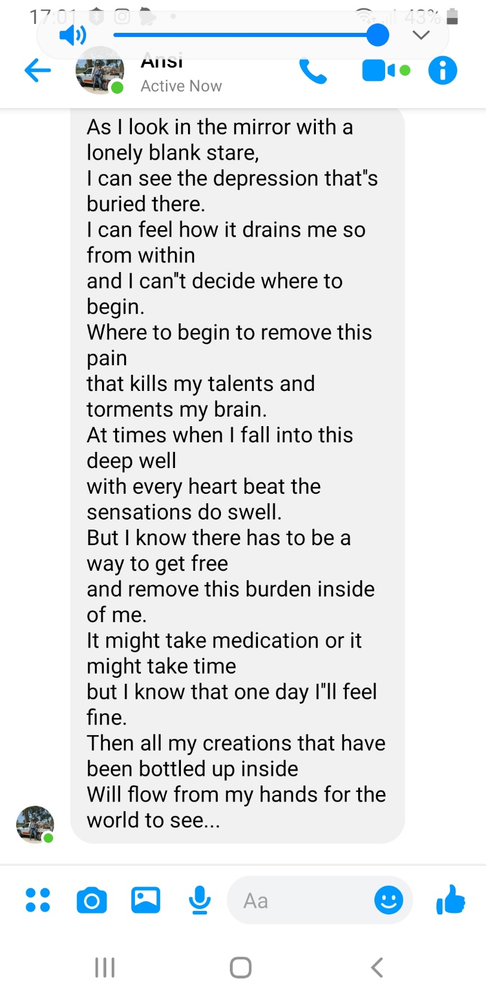 17:01
43%
Ansi
Active Now
As I look in the mirror with a
lonely blank stare,
I can see the depression that"s
buried there.
I can feel how it drains me so
from within
and I can"t decide where to
begin.
Where to begin to remove this
pain
that kills my talents and
torments my brain.
At times when I fall into this
deep well
with every heart beat the
sensations do swell.
But I know there has to be a
way to get free
and remove this burden inside
of me.
It might take medication or it
might take time
but I know that one day I"ll feel
fine.
Then all my creations that have
been bottled up inside
Will flow from my hands for the
world to see...
Aa